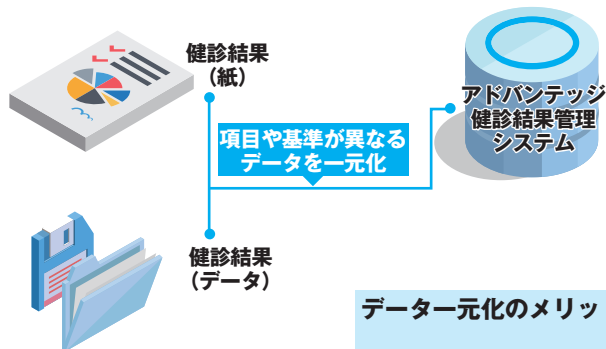 健診結果
（紙）
アドバンテッジ
健診結果管理
システム
項目や基準が異なる
データを一元化
健診結果
（データ）
データ一元化のメリッ